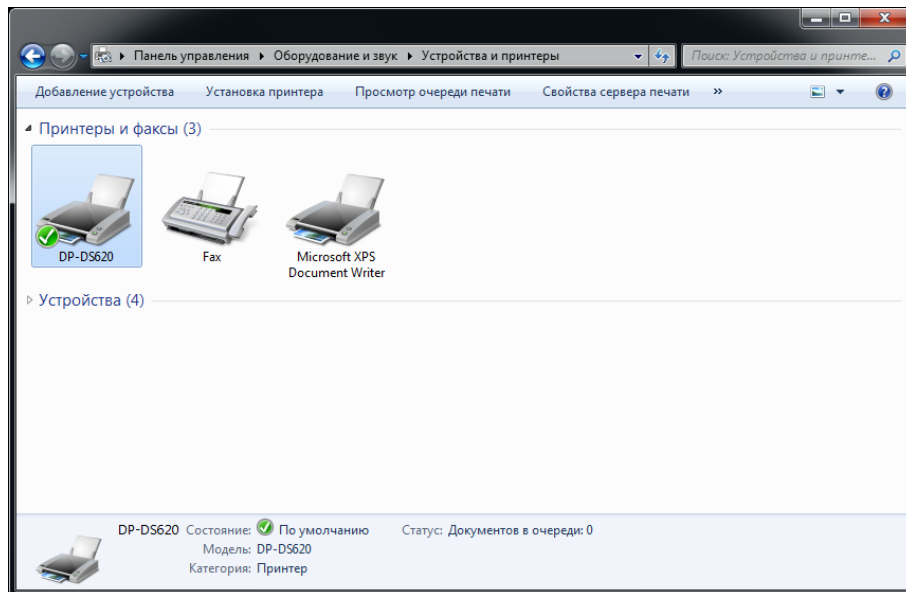 Панель управления ▸ Оборудование и звук ▸ Устройства и принтеры
Поиск: Устройства и принте...
Добавление устройства Установка принтера Просмотр очереди печати Свойства сервера печати »
Принтеры и факсы (3)
DP-DS620
Fax
Microsoft XPS
Document Writer
Устройства (4)
DP-DS620 Состояние: По умолчанию Статус: Документов в очереди: 0
Модель: DP-DS620
Категория: Принтер